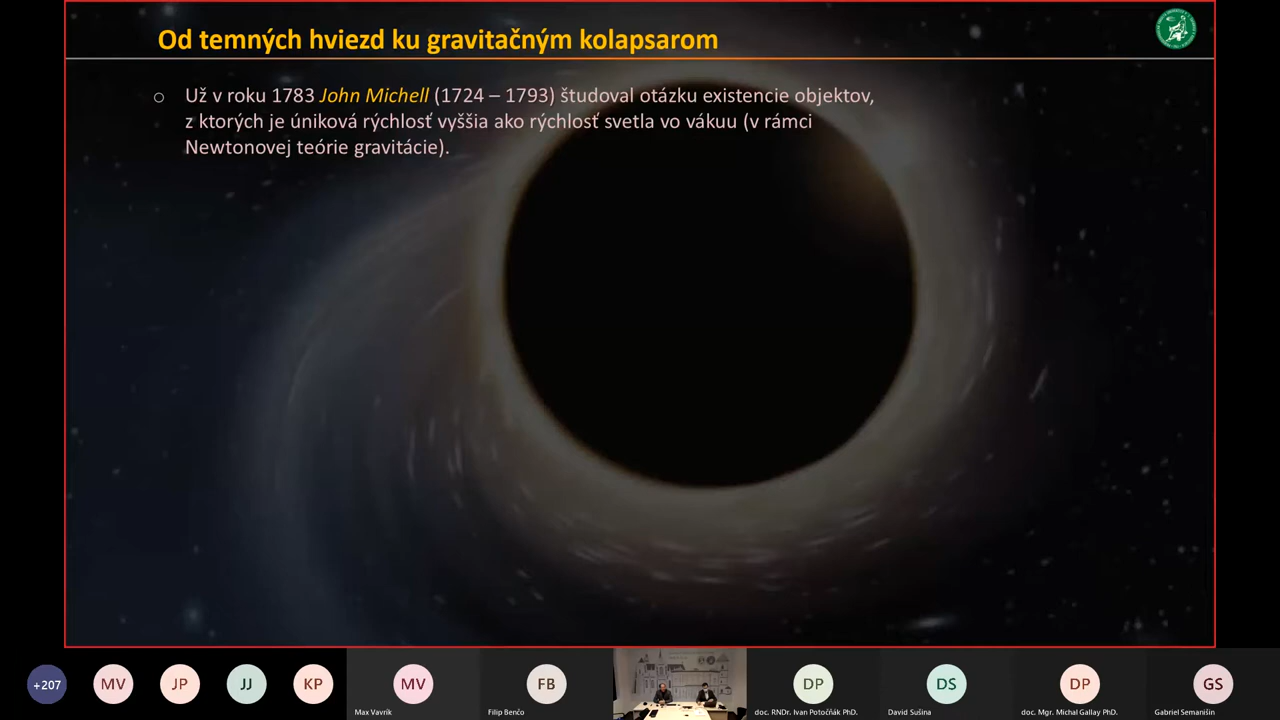 Od temných hviezd ku gravitačným kolapsarom
Už v roku 1783 John Michell (1724 – 1793) študoval otázku existencie objektov,
z ktorých je úniková rýchlosť vyššia ako rýchlosť svetla vo vákuu (v rámci
Newtonovej teórie gravitácie).
+207
MV
JP
JJ
KP
MV
Max Vavrík
FB
Filip Benčo
DP
doc. RNDr. Ivan Potočňák PhD.
DS
David Sušina
DP
doc. Mgr. Michal Gallay PhD.
GS
Gabriel Semanišin